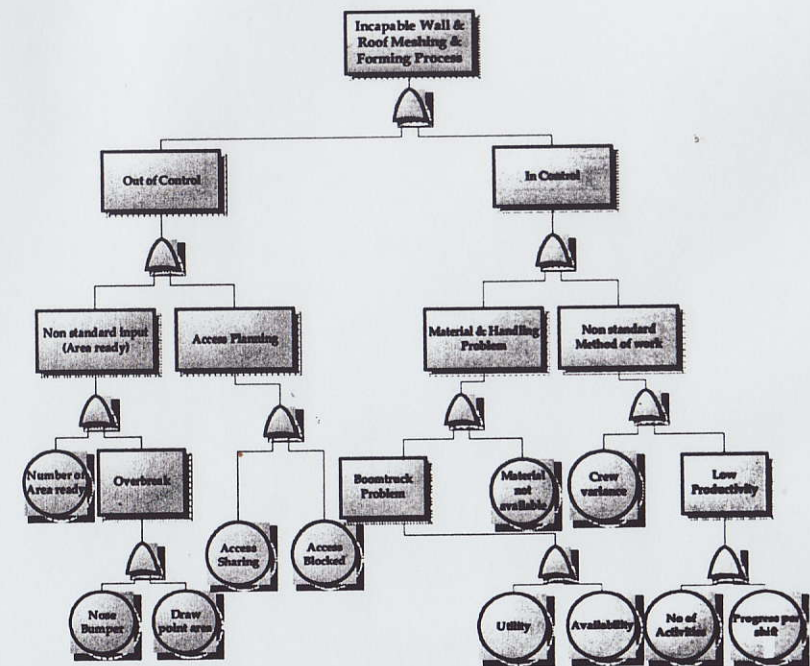 Incapable Wall &
Roof Meshing &
Forming Process
Out of Control
In Control
Non standard input
(Area ready)
Access Planning
Material & Handling
Problem
Non standard
Method of work
Number of
Area ready
Overbreak
Boomtruck
Problem
Material
not
available
Crew
variance
Low
Productivity
Access
Sharing
Access
Blocked
Nose
Bumper
Draw
point area
Utility
Availability
No of
Activities
Progress per
shift